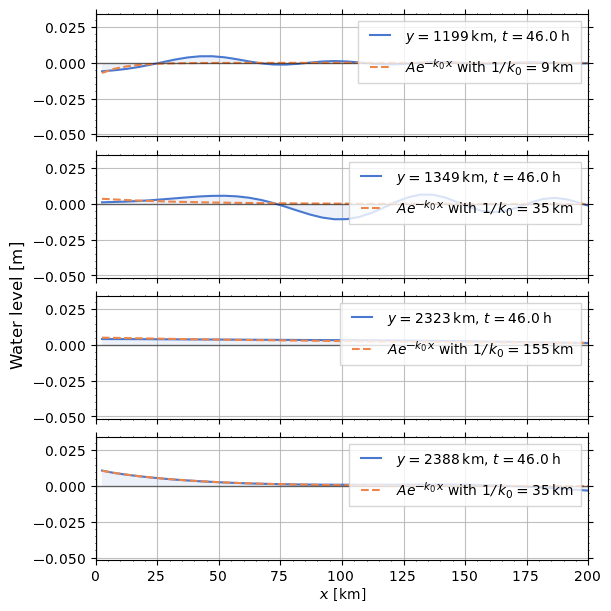 0.025
0.000
−0.025
−0.050
y = 1199 km, t = 46.0 h
Ae^{−k₀x} with 1/k₀ = 9 km
0.025
0.000
−0.025
−0.050
y = 1349 km, t = 46.0 h
Ae^{−k₀x} with 1/k₀ = 35 km
Water level [m]
0.025
0.000
−0.025
−0.050
y = 2323 km, t = 46.0 h
Ae^{−k₀x} with 1/k₀ = 155 km
0.025
0.000
−0.025
−0.050
y = 2388 km, t = 46.0 h
Ae^{−k₀x} with 1/k₀ = 35 km
0 25 50 75 100 125 150 175 200
x [km]